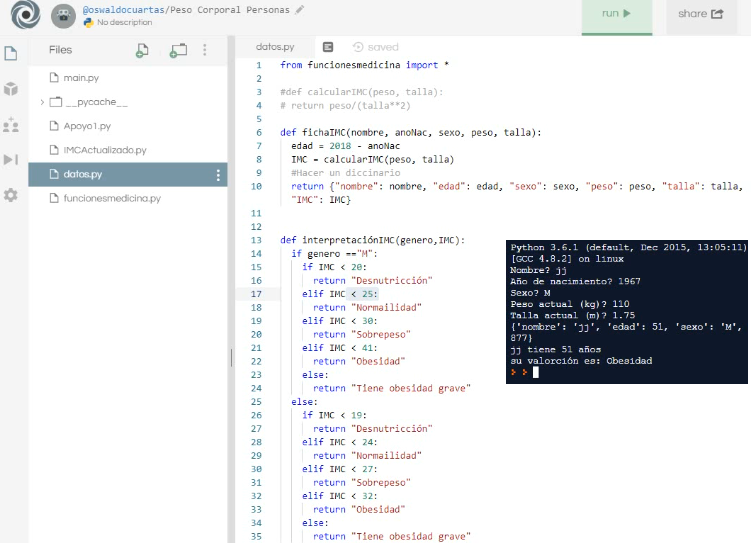 @oswaldocuartas/Peso Corporal Personas
No description
run
share
Files
main.py
__pycache__
Apoyo1.py
IMCActualizado.py
datos.py
funcionesmedicina.py
datos.py
saved
1 from funcionesmedicina import *
2
3 #def calcularIMC(peso, talla):
4 # return peso/(talla**2)
5
6 def fichaIMC(nombre, anoNac, sexo, peso, talla):
7 edad = 2018 - anoNac
8 IMC = calcularIMC(peso, talla)
9 #Hacer un diccinario
10 return {"nombre": nombre, "edad": edad, "sexo": sexo, "peso": peso, "talla": talla,
"IMC": IMC}
11
12
13 def interpretaciónIMC(genero,IMC):
14 if genero =="M":
15 if IMC < 20:
16 return "Desnutricción"
17 elif IMC < 25:
18 return "Normailidad"
19 elif IMC < 30:
20 return "Sobrepeso"
21 elif IMC < 41:
22 return "Obesidad"
23 else:
24 return "Tiene obesidad grave"
25 else:
26 if IMC < 19:
27 return "Desnutricción"
28 elif IMC < 24:
29 return "Normailidad"
30 elif IMC < 27:
31 return "Sobrepeso"
32 elif IMC < 32:
33 return "Obesidad"
34 else:
35 return "Tiene obesidad grave"
Python 3.6.1 (default, Dec 2015, 13:05:11)
[GCC 4.8.2] on linux
Nombre? jj
Año de nacimiento? 1967
Sexo? M
Peso actual (kg)? 110
Talla actual (m)? 1.75
{'nombre': 'jj', 'edad': 51, 'sexo': 'M',
877}
jj tiene 51 años
su valorción es: Obesidad